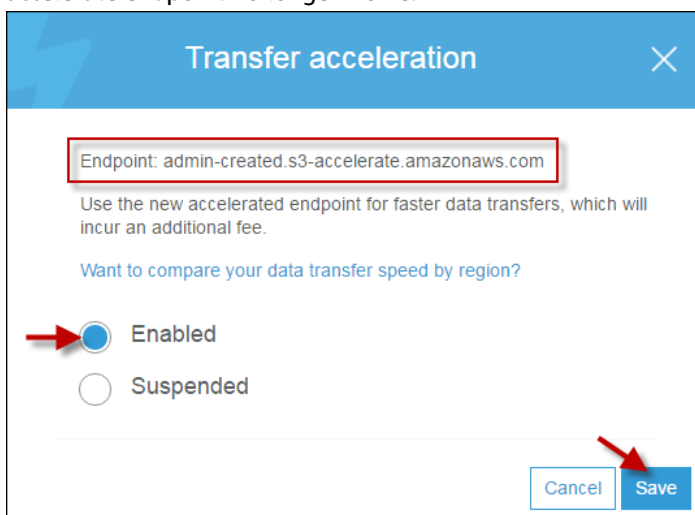 Transfer acceleration
Endpoint: admin-created.s3-accelerate.amazonaws.com
Use the new accelerated endpoint for faster data transfers, which will
incur an additional fee.
Want to compare your data transfer speed by region?
Enabled
Suspended
Cancel Save